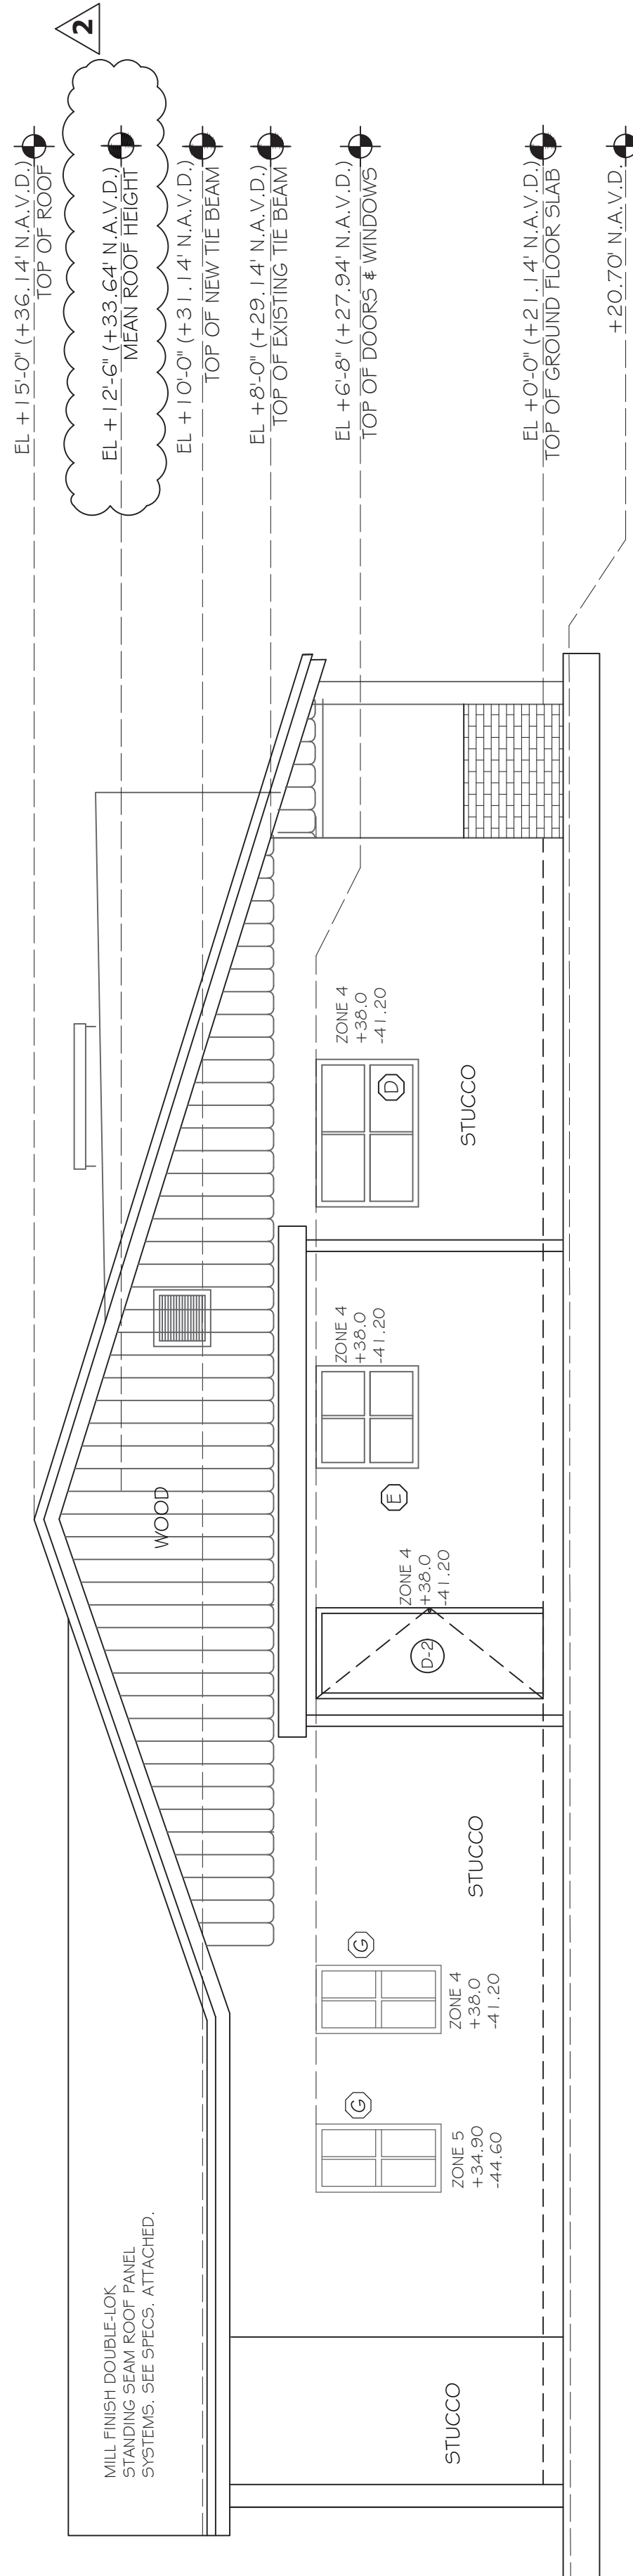 MILL FINISH DOUBLE-LOK
STANDING SEAM ROOF PANEL
SYSTEMS. SEE SPECS. ATTACHED.
WOOD
STUCCO
ZONE 5
+34.90
-44.60
G
ZONE 4
+38.0
-41.20
G
STUCCO
D-2
ZONE 4
+38.0
-41.20
E
ZONE 4
+38.0
-41.20
D
ZONE 4
+38.0
-41.20
STUCCO
2
EL +15'-0" (+36.14' N.A.V.D.)
TOP OF ROOF
EL +12'-6" (+33.64' N.A.V.D.)
MEAN ROOF HEIGHT
EL +10'-0" (+31.14' N.A.V.D.)
TOP OF NEW TIE BEAM
EL +8'-0" (+29.14' N.A.V.D.)
TOP OF EXISTING TIE BEAM
EL +6'-8" (+27.94' N.A.V.D.)
TOP OF DOORS & WINDOWS
EL +0'-0" (+21.14' N.A.V.D.)
TOP OF GROUND FLOOR SLAB
+20.70' N.A.V.D.